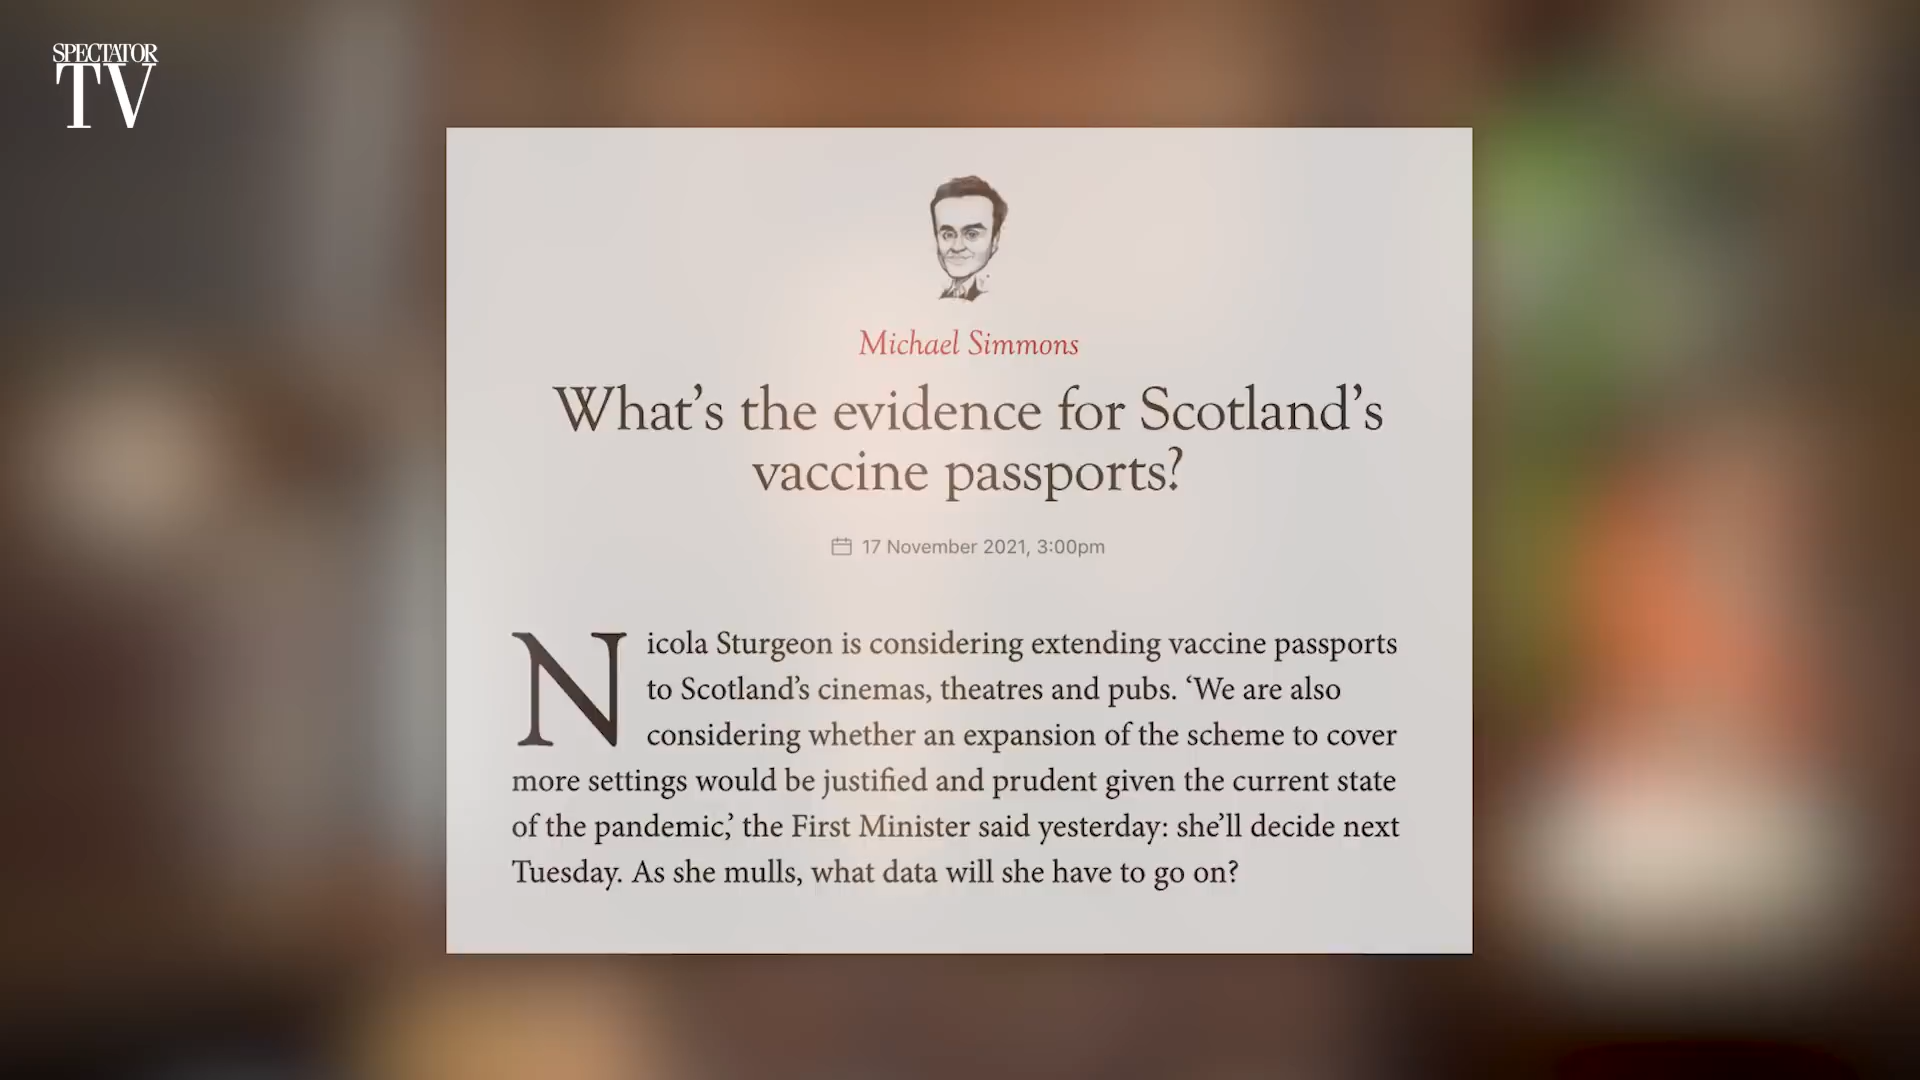 SPECTATOR
TV
Michael Simmons
What's the evidence for Scotland's
vaccine passports?
17 November 2021, 3:00pm
Nicola Sturgeon is considering extending vaccine passports
to Scotland's cinemas, theatres and pubs. 'We are also
considering whether an expansion of the scheme to cover
more settings would be justified and prudent given the current state
of the pandemic,' the First Minister said yesterday: she'll decide next
Tuesday. As she mulls, what data will she have to go on?